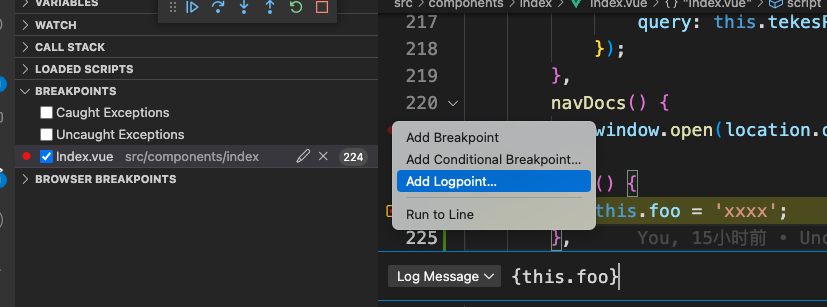 VARIABLES
WATCH
CALL STACK
LOADED SCRIPTS
BREAKPOINTS
Caught Exceptions
Uncaught Exceptions
Index.vue src/components/index 224
BROWSER BREAKPOINTS
src > components > index > Index.vue > {} "Index.vue" > script
217 query: this.tekesP
218 });
219 },
220 navDocs() {
window.open(location.o
() {
this.foo = 'xxxx';
225 }, You, 15小时前 • Unc
Add Breakpoint
Add Conditional Breakpoint...
Add Logpoint...
Run to Line
Log Message {this.foo}